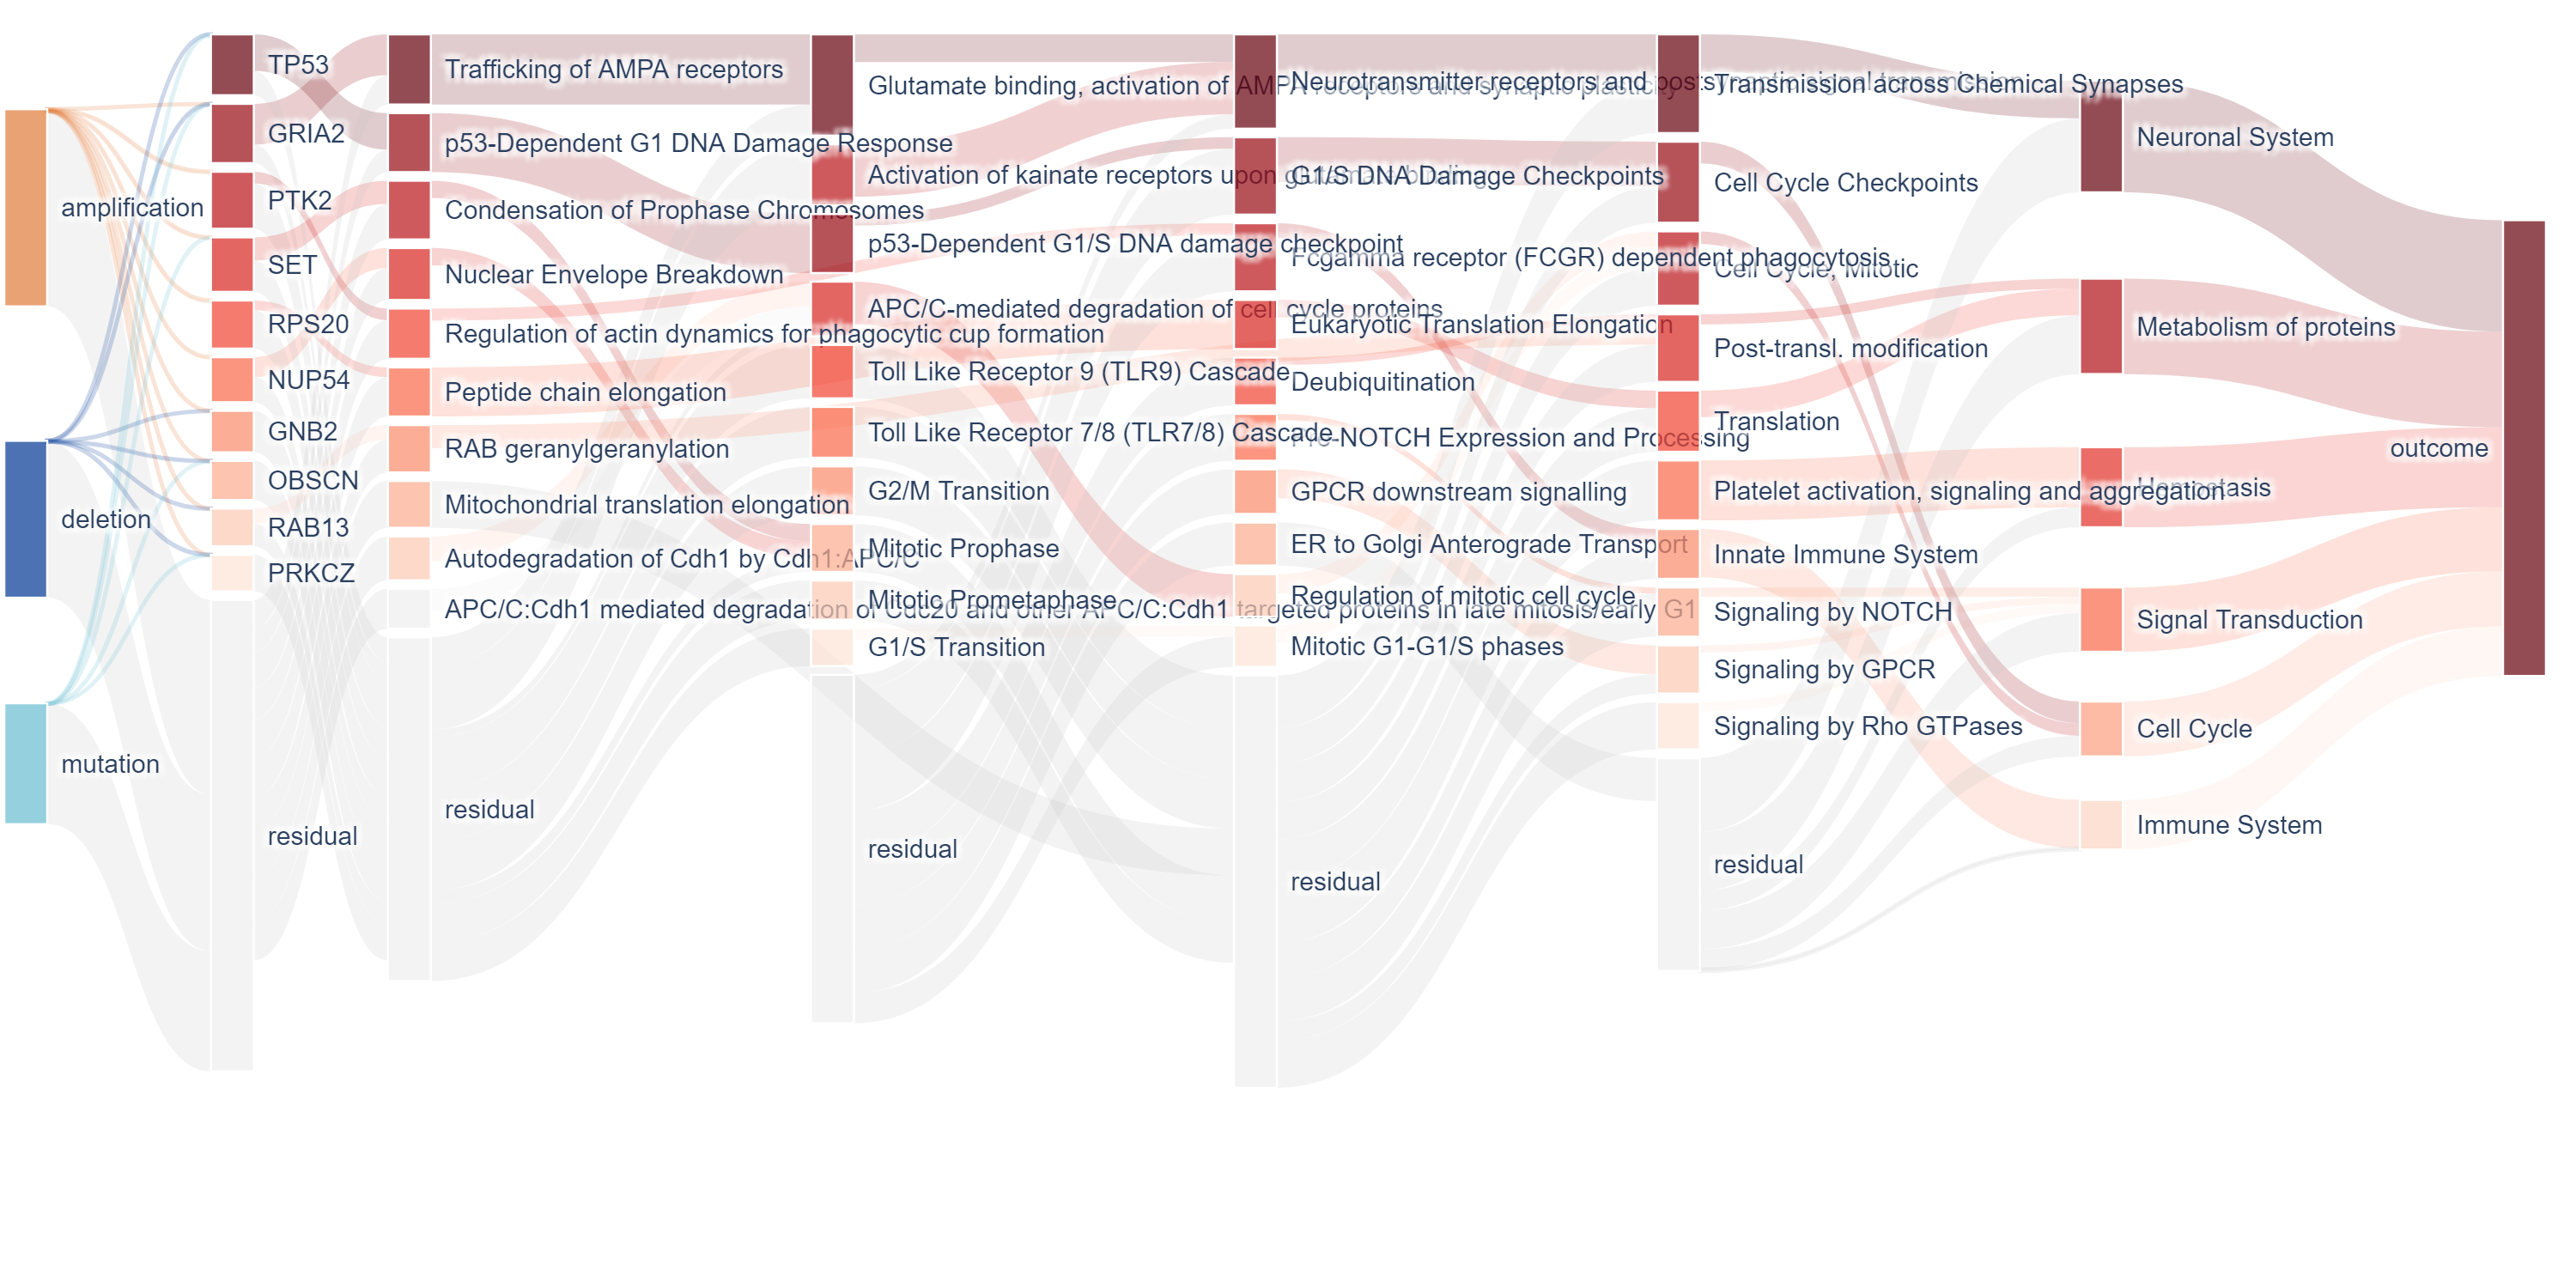 amplification
deletion
mutation
TP53
GRIA2
PTK2
SET
RPS20
NUP54
GNB2
OBSCN
RAB13
PRKCZ
residual
Trafficking of AMPA receptors
p53-Dependent G1 DNA Damage Response
Condensation of Prophase Chromosomes
Nuclear Envelope Breakdown
Regulation of actin dynamics for phagocytic cup formation
Peptide chain elongation
RAB geranylgeranylation
Mitochondrial translation elongation
Autodegradation of Cdh1 by Cdh1:APC/C
APC/C:Cdh1 mediated degradation of Cdc20 and other APC/C:Cdh1 targeted proteins in late mitosis/early G1
residual
Glutamate binding, activation of AMPA receptors and synaptic plasticity
Activation of kainate receptors upon glutamate binding
p53-Dependent G1/S DNA damage checkpoint
APC/C-mediated degradation of cell cycle proteins
Toll Like Receptor 9 (TLR9) Cascade
Toll Like Receptor 7/8 (TLR7/8) Cascade
G2/M Transition
Mitotic Prophase
Mitotic Prometaphase
G1/S Transition
residual
Neurotransmitter receptors and postsynaptic signal transmission
G1/S DNA Damage Checkpoints
Fcgamma receptor (FCGR) dependent phagocytosis
Eukaryotic Translation Elongation
Deubiquitination
Pre-NOTCH Expression and Processing
GPCR downstream signalling
ER to Golgi Anterograde Transport
Regulation of mitotic cell cycle
Mitotic G1-G1/S phases
residual
Transmission across Chemical Synapses
Cell Cycle Checkpoints
Cell Cycle, Mitotic
Post-transl. modification
Translation
Platelet activation, signaling and aggregation
Innate Immune System
Signaling by NOTCH
Signaling by GPCR
Signaling by Rho GTPases
residual
Neuronal System
Metabolism of proteins
Hemostasis
Signal Transduction
Cell Cycle
Immune System
outcome